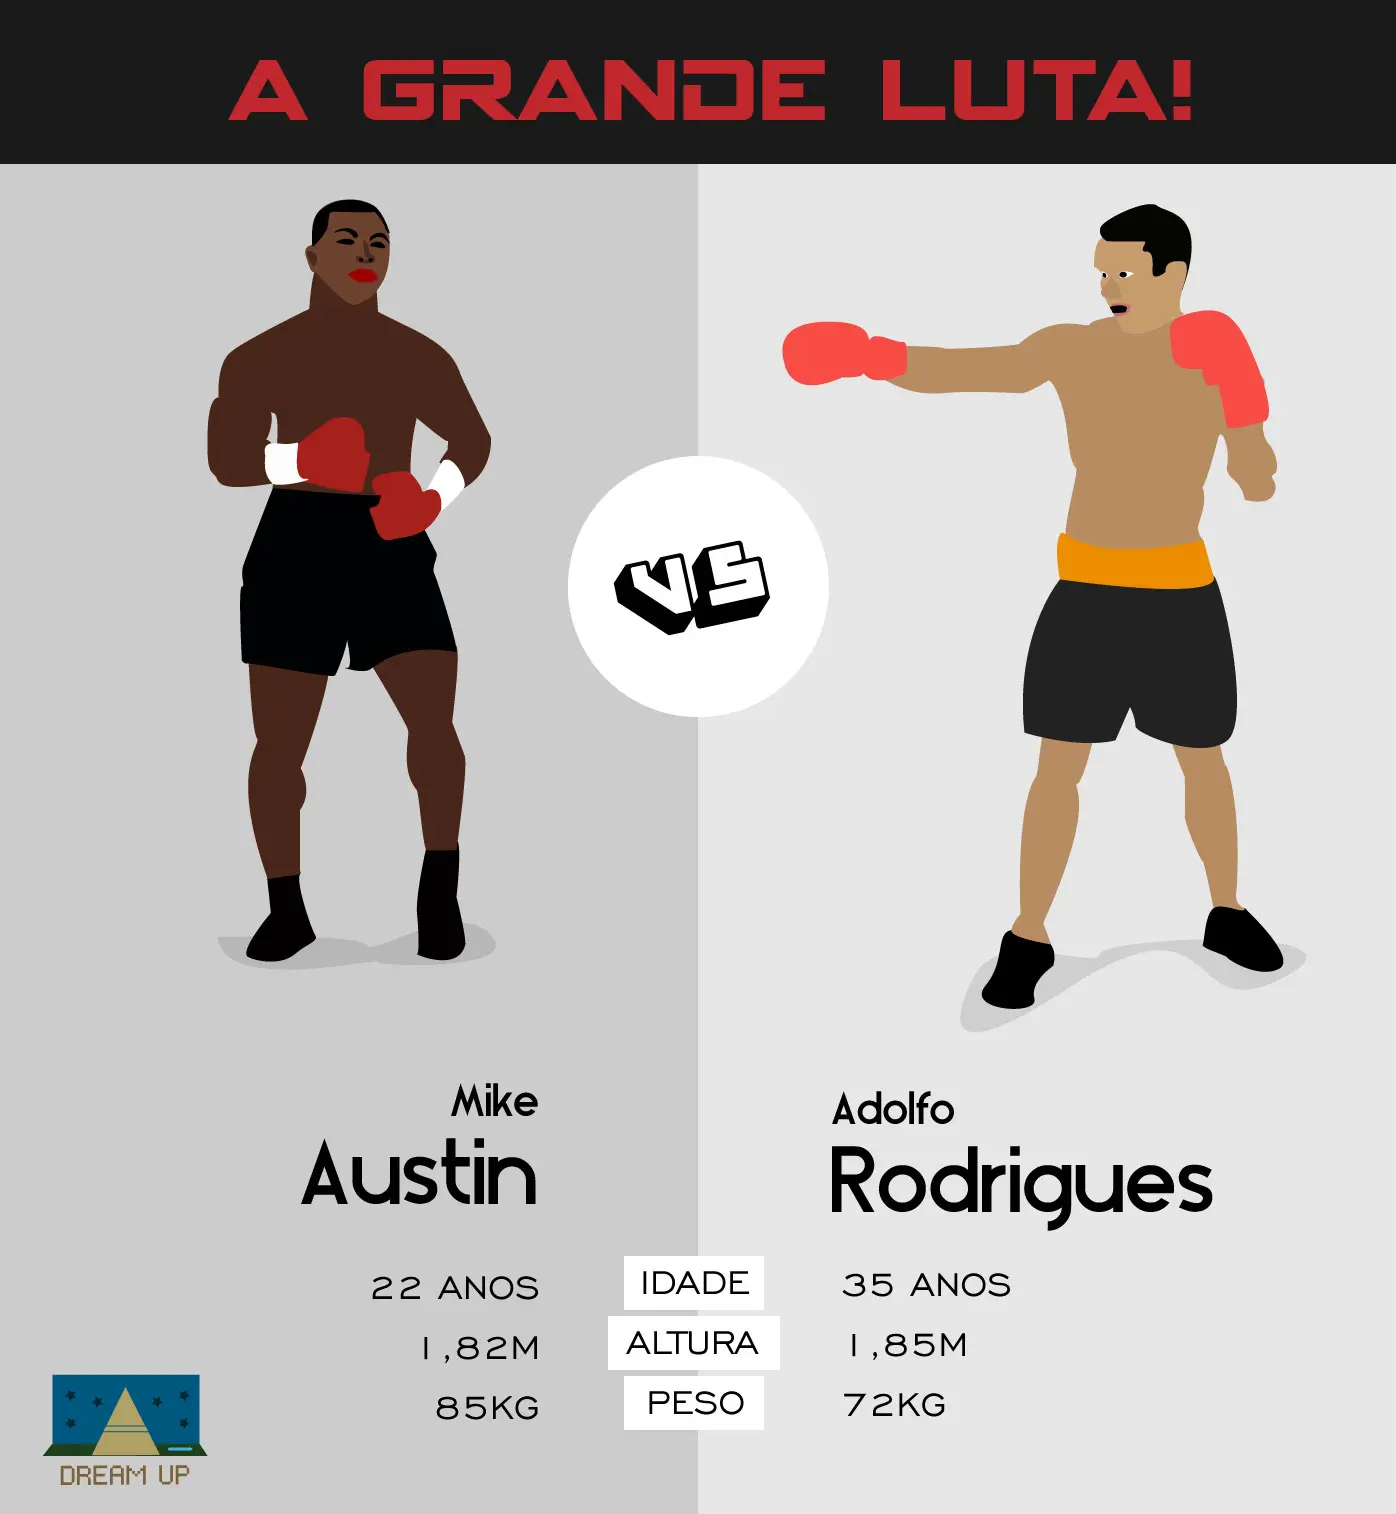 A GRANDE LUTA!
VS
Mike
Austin
Adolfo
Rodrigues
22 ANOS IDADE 35 ANOS
1,82M ALTURA 1,85M
85KG PESO 72KG
DREAM UP